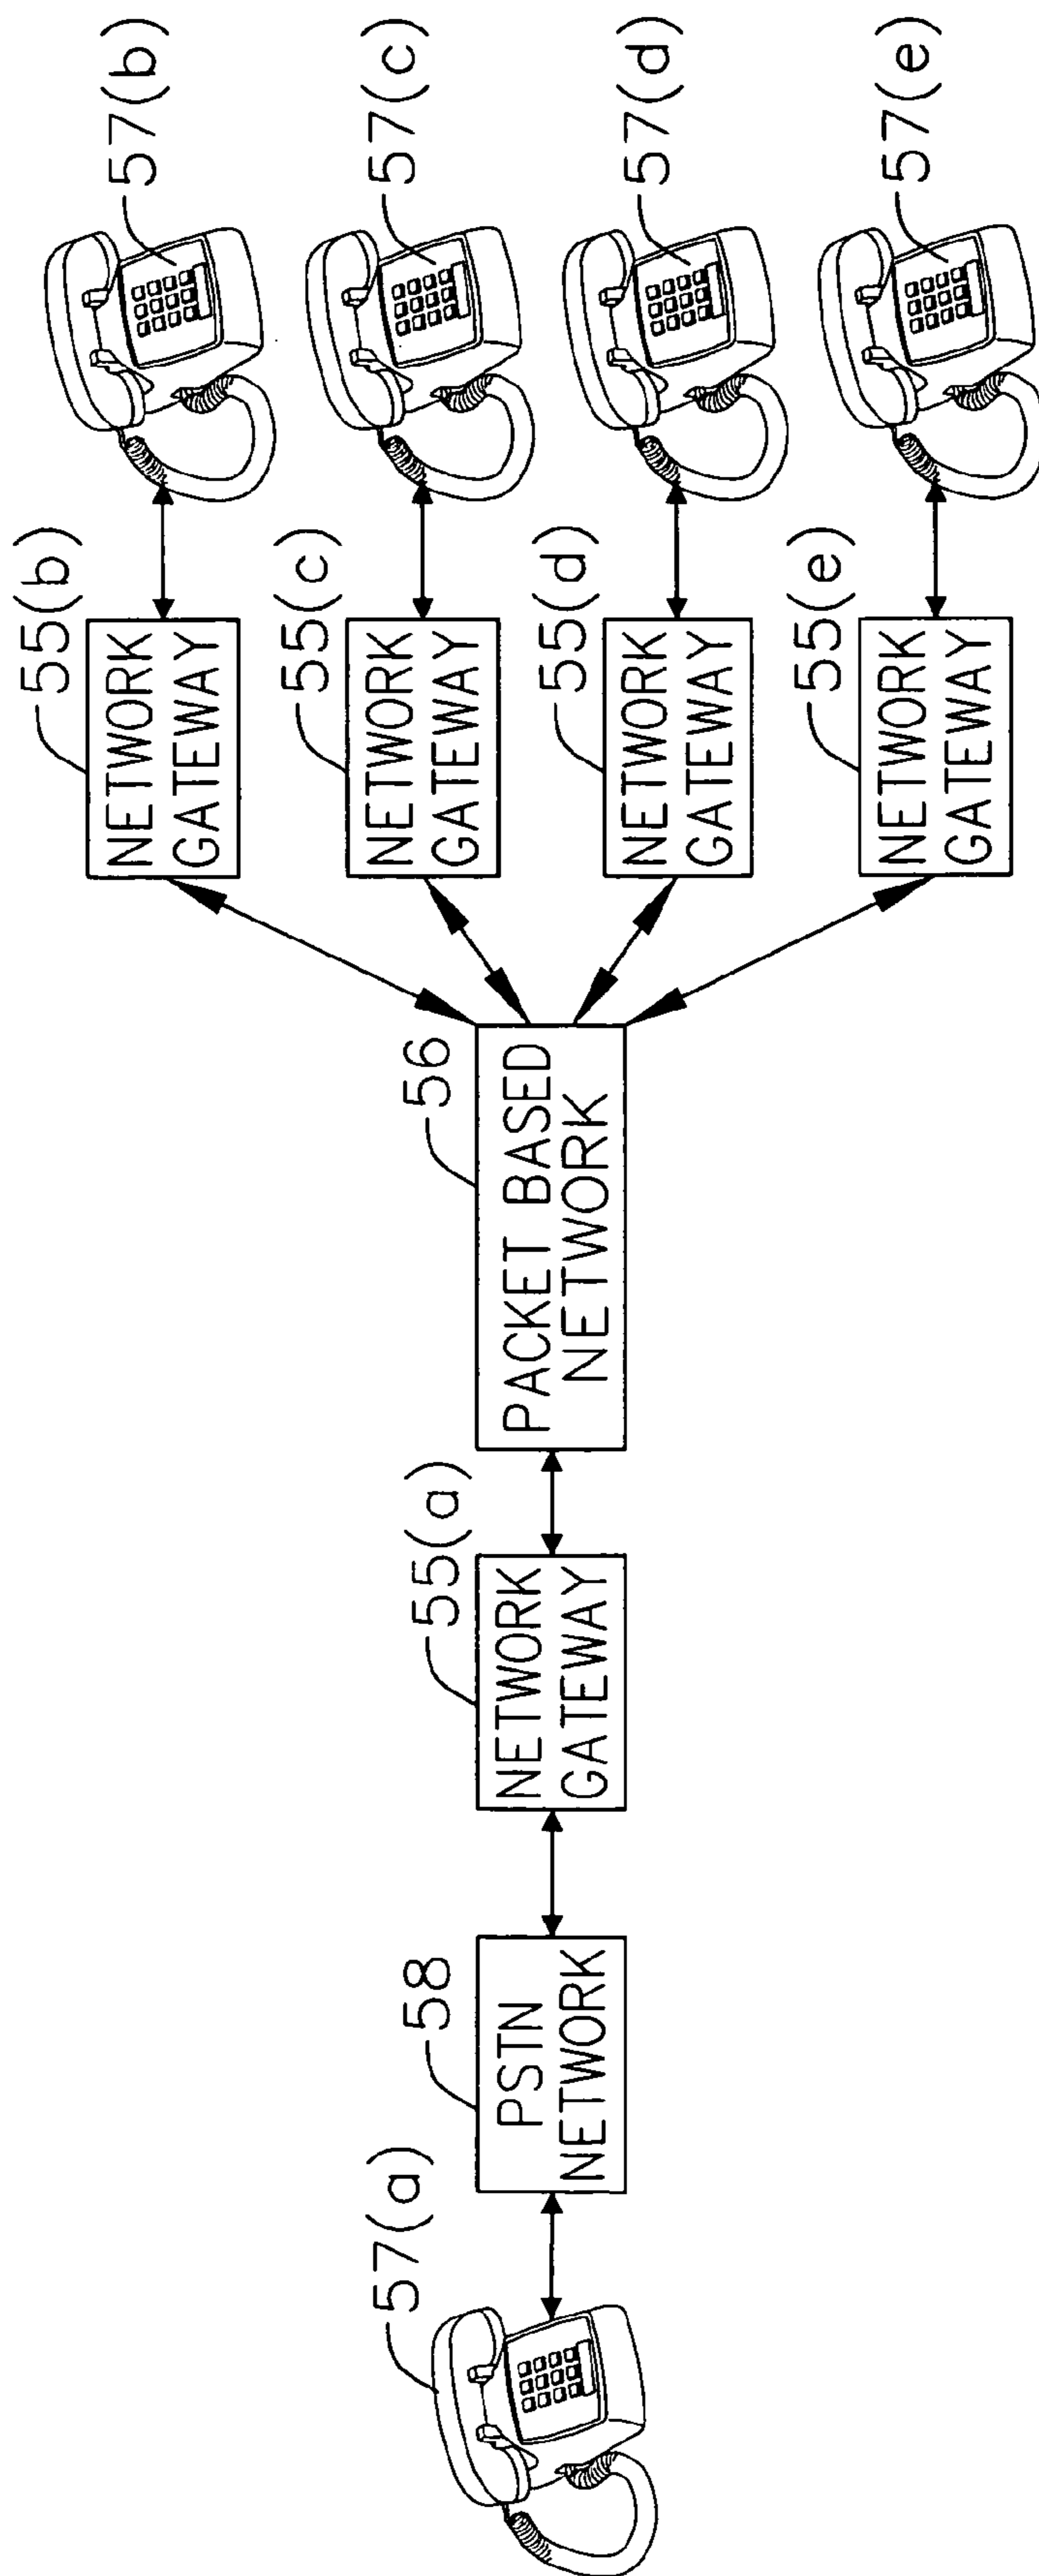 57(a)
58
PSTN
NETWORK
55(a)
NETWORK
GATEWAY
56
PACKET BASED
NETWORK
55(b)
NETWORK
GATEWAY
57(b)
55(c)
NETWORK
GATEWAY
57(c)
55(d)
NETWORK
GATEWAY
57(d)
55(e)
NETWORK
GATEWAY
57(e)